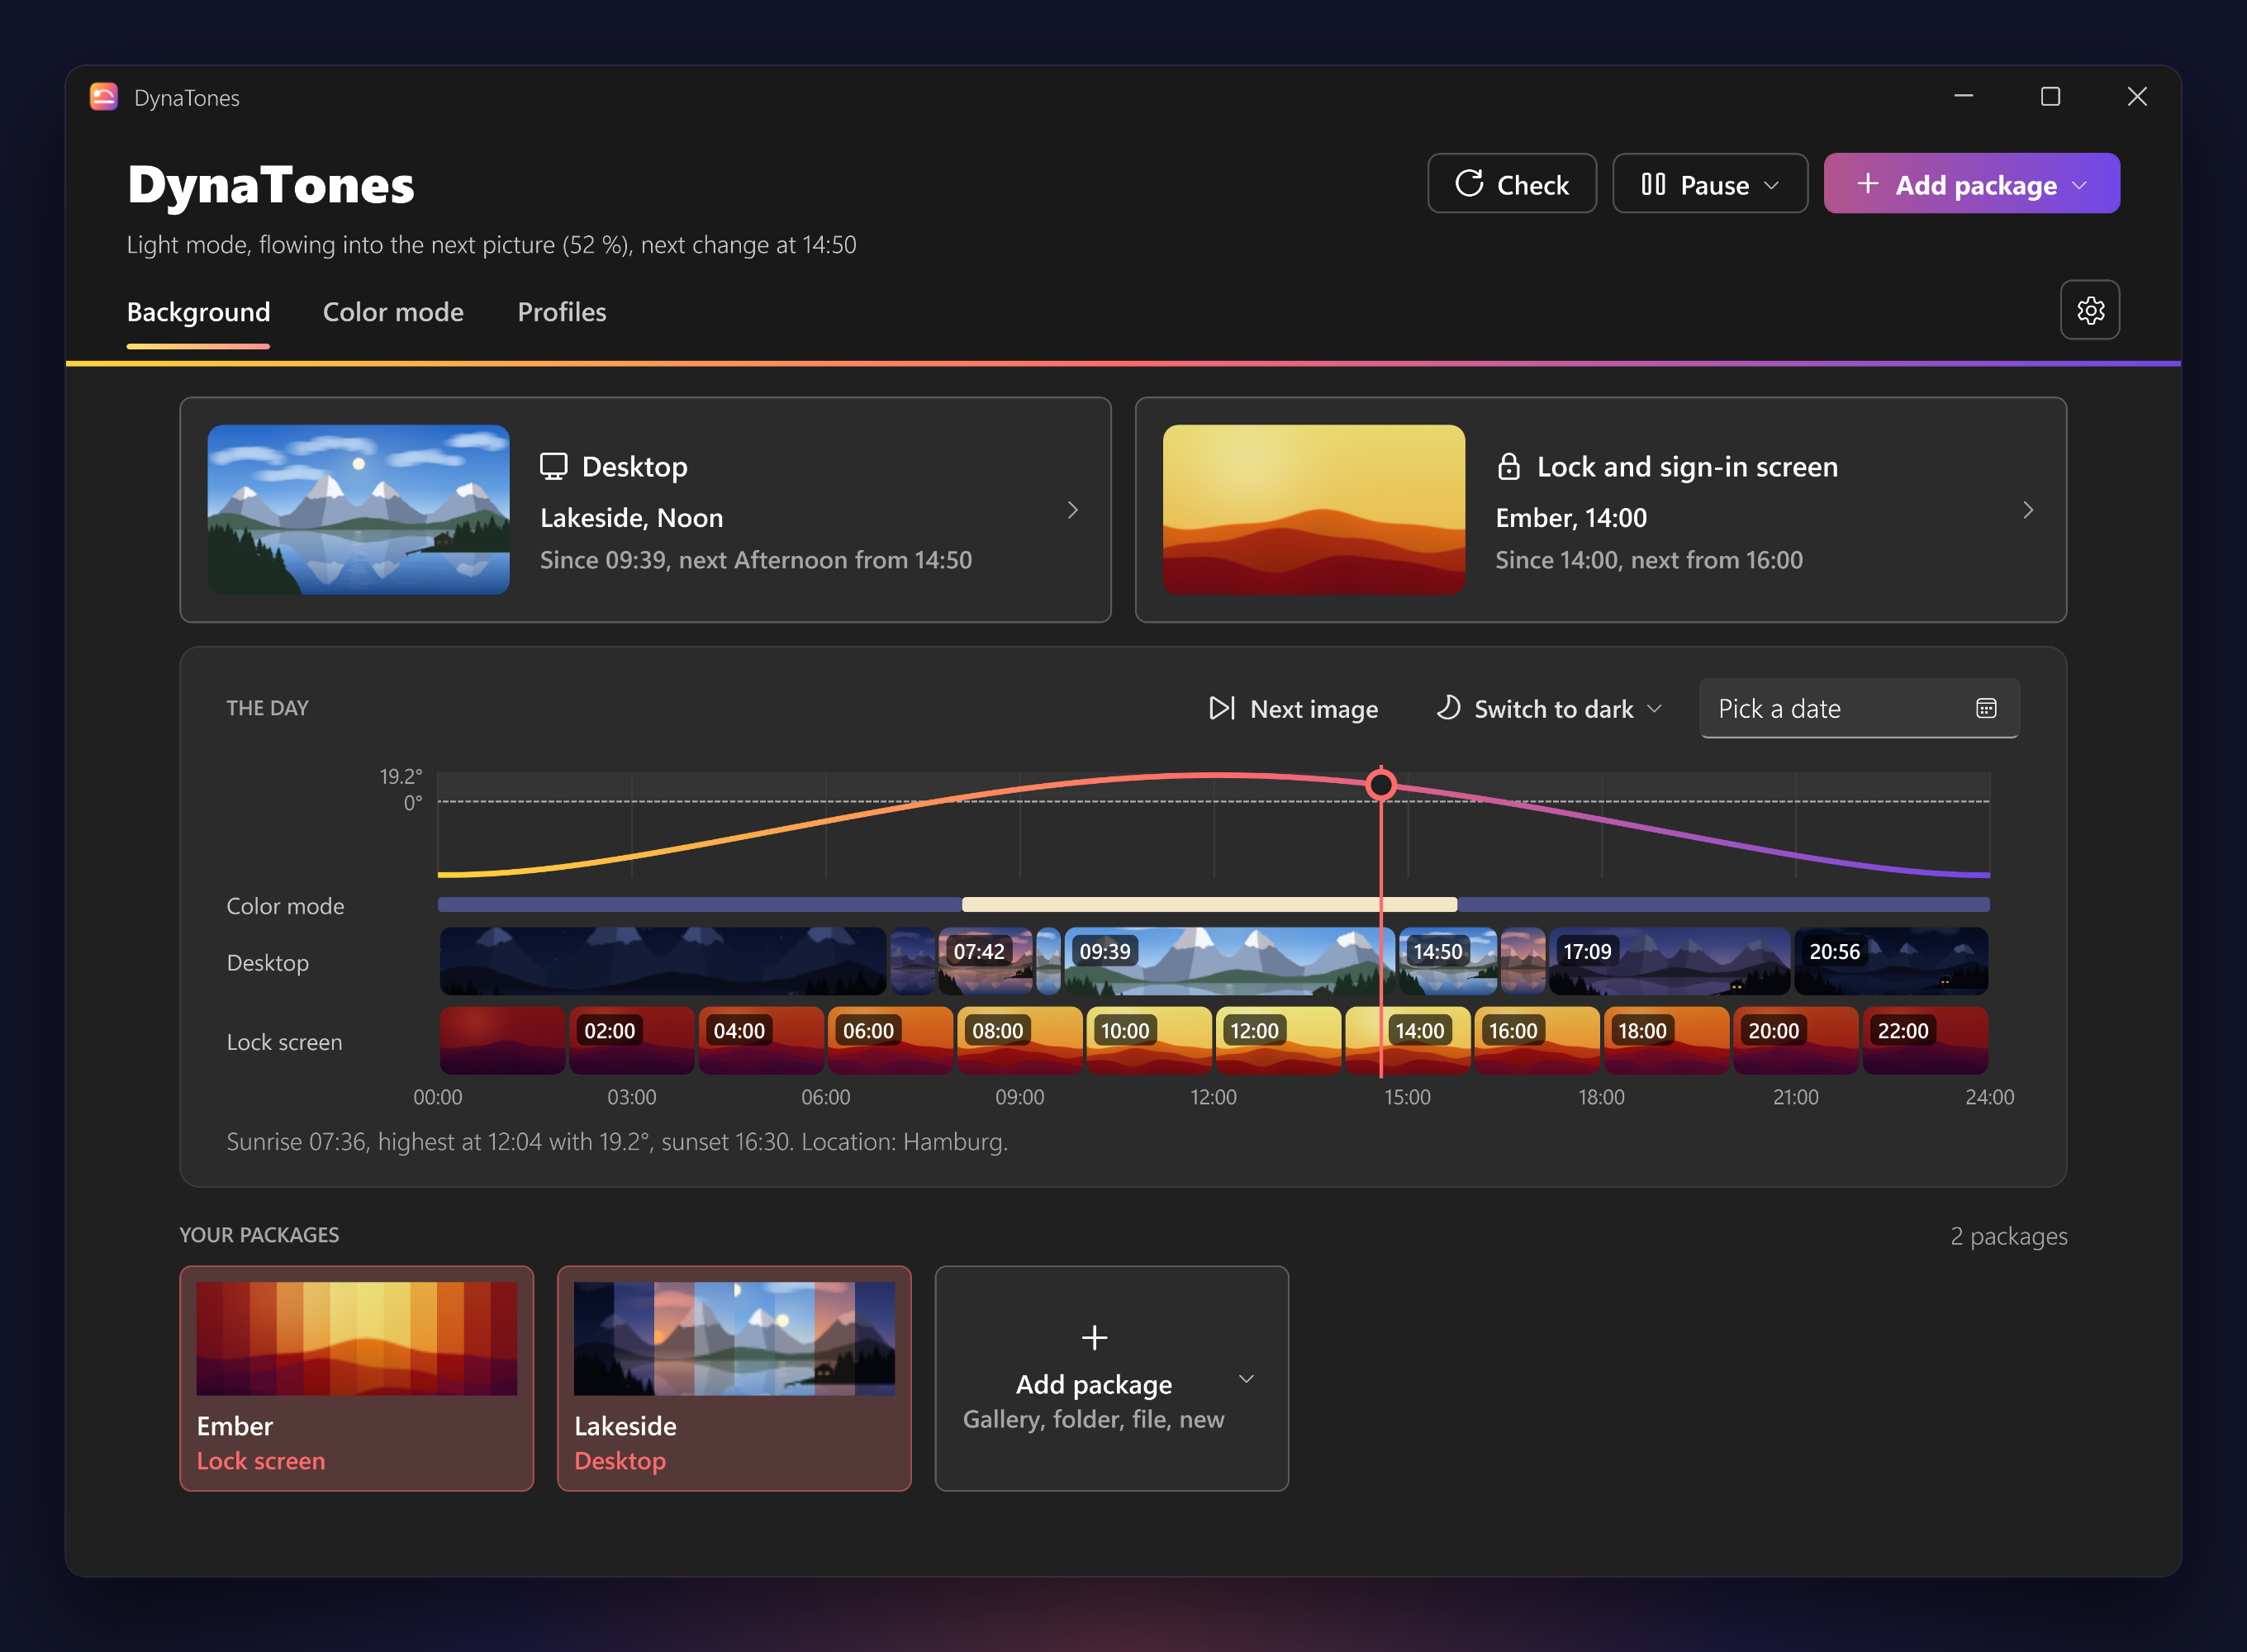 DynaTones
DynaTones
Check
Pause
Add package
Light mode, flowing into the next picture (52 %), next change at 14:50
Background
Color mode
Profiles
Desktop
Lakeside, Noon
Since 09:39, next Afternoon from 14:50
Lock and sign-in screen
Ember, 14:00
Since 14:00, next from 16:00
THE DAY
Next image
Switch to dark
Pick a date
19.2°
0°
Color mode
Desktop
07:42
09:39
14:50
17:09
20:56
Lock screen
02:00
04:00
06:00
08:00
10:00
12:00
14:00
16:00
18:00
20:00
22:00
00:00
03:00
06:00
09:00
12:00
15:00
18:00
21:00
24:00
Sunrise 07:36, highest at 12:04 with 19.2°, sunset 16:30. Location: Hamburg.
YOUR PACKAGES
2 packages
Ember
Lock screen
Lakeside
Desktop
Add package
Gallery, folder, file, new